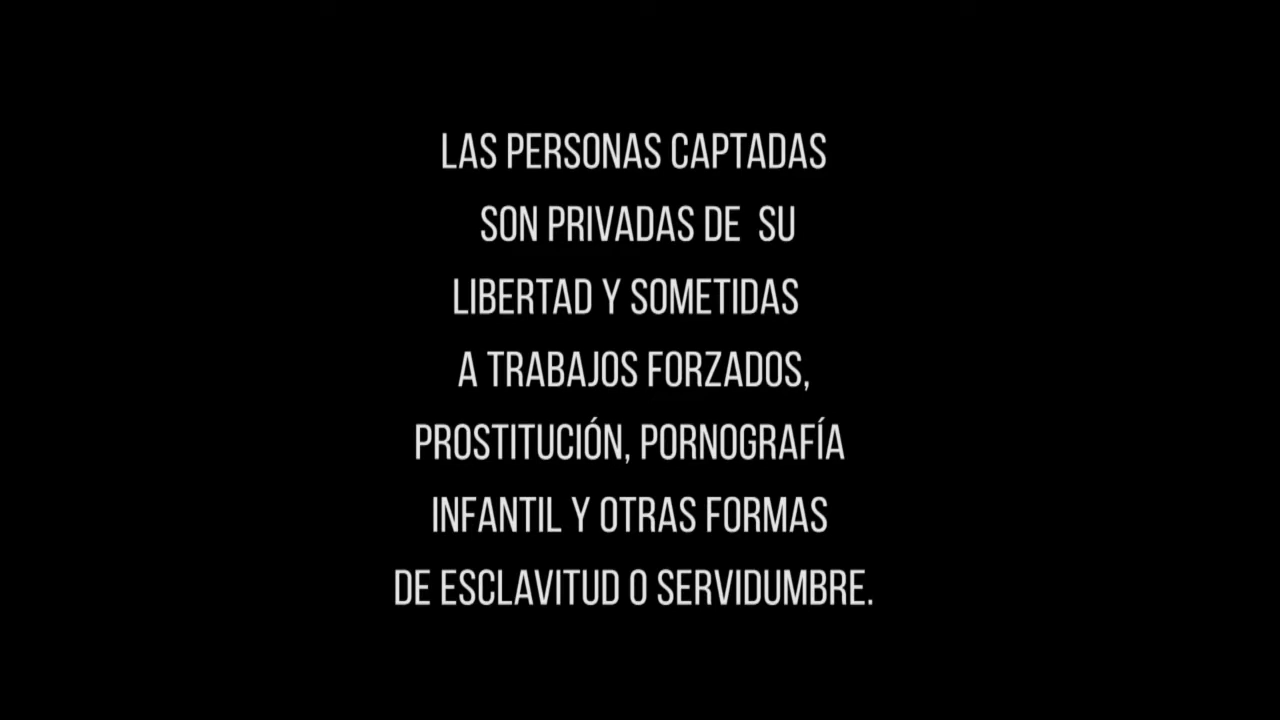 LAS PERSONAS CAPTADAS
SON PRIVADAS DE SU
LIBERTAD Y SOMETIDAS
A TRABAJOS FORZADOS,
PROSTITUCIÓN, PORNOGRAFÍA
INFANTIL Y OTRAS FORMAS
DE ESCLAVITUD O SERVIDUMBRE.